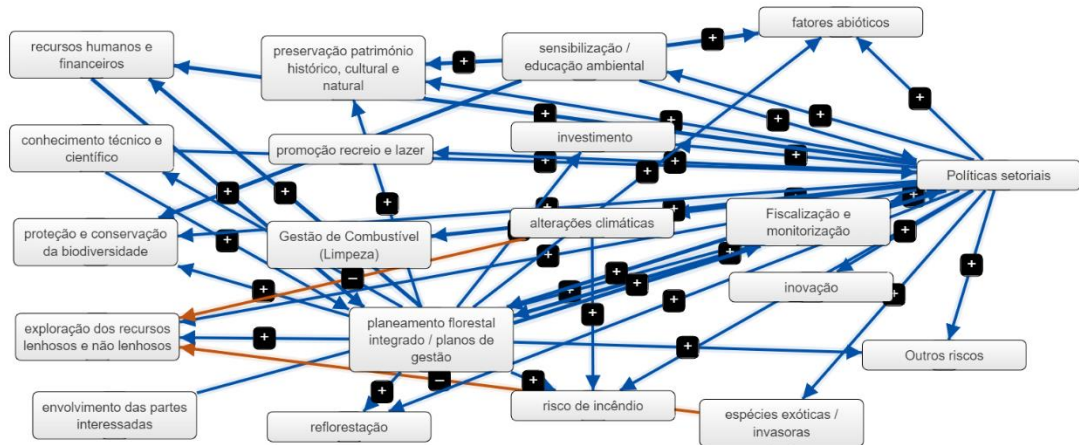 fatores abióticos
recursos humanos e
financeiros
preservação património
histórico, cultural e
natural
sensibilização /
educação ambiental
conhecimento técnico e
científico
promoção recreio e lazer
investimento
Políticas setoriais
proteção e conservação
da biodiversidade
Gestão de Combustível
(Limpeza)
alterações climáticas
Fiscalização e
monitorização
inovação
exploração dos recursos
lenhosos e não lenhosos
planeamento florestal
integrado / planos de
gestão
Outros riscos
envolvimento das partes
interessadas
reflorestação
risco de incêndio
espécies exóticas /
invasoras